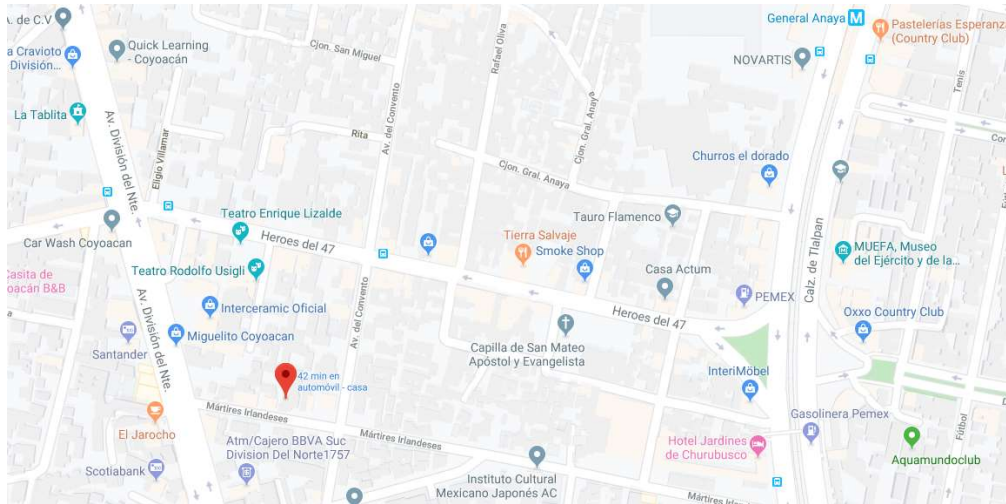 A. de C.V
Quick Learning
- Coyoacán
Cjon. San Miguel
Rafael Oliva
General Anaya
M
Pastelerías Esperanza
(Country Club)
NOVARTIS
a Cravioto
División...
La Tablita
Av. División del Nte.
Eligio Villamar
Rita
Av. del Convento
Cjon. Gral. Anaya
Cjon. Gral. Anaya
Churros el dorado
Tenis
Teatro Enrique Lizalde
Heroes del 47
Tauro Flamenco
Car Wash Coyoacan
Tierra Salvaje
Smoke Shop
Casa Actum
Calz. de Tlalpan
MUEFA, Museo
del Ejército y de la...
Casita de
oacán B&B
Teatro Rodolfo Usigli
Av. División del Nte.
Interceramic Oficial
Av. del Convento
PEMEX
Heroes del 47
Oxxo Country Club
Miguelito Coyoacan
Santander
Capilla de San Mateo
Apóstol y Evangelista
42 min en
automóvil - casa
InteriMöbel
Mártires Irlandeses
Mártires Irlandeses
El Jarocho
Gasolinera Pemex
Fútbol
Atm/Cajero BBVA Suc
Division Del Norte1757
Hotel Jardines
de Churubusco
Aquamundoclub
Scotiabank
Instituto Cultural
Mexicano Japonés AC